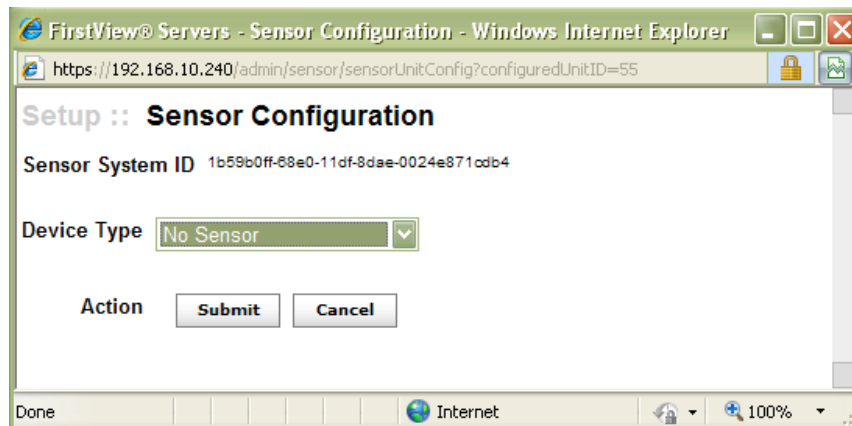 FirstView® Servers - Sensor Configuration - Windows Internet Explorer
https://192.168.10.240/admin/sensor/sensorUnitConfig?configuredUnitID=55
Setup :: Sensor Configuration
Sensor System ID 1b59b0ff-68e0-11df-8dae-0024e871cdb4
Device Type No Sensor
Action Submit Cancel
Done Internet 100%